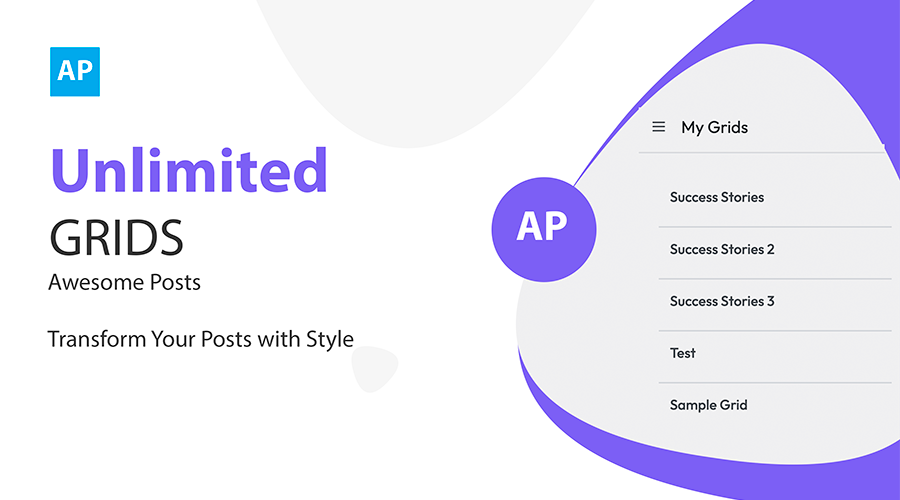 AP
Unlimited
GRIDS
Awesome Posts
Transform Your Posts with Style
AP
My Grids
Success Stories
Success Stories 2
Success Stories 3
Test
Sample Grid